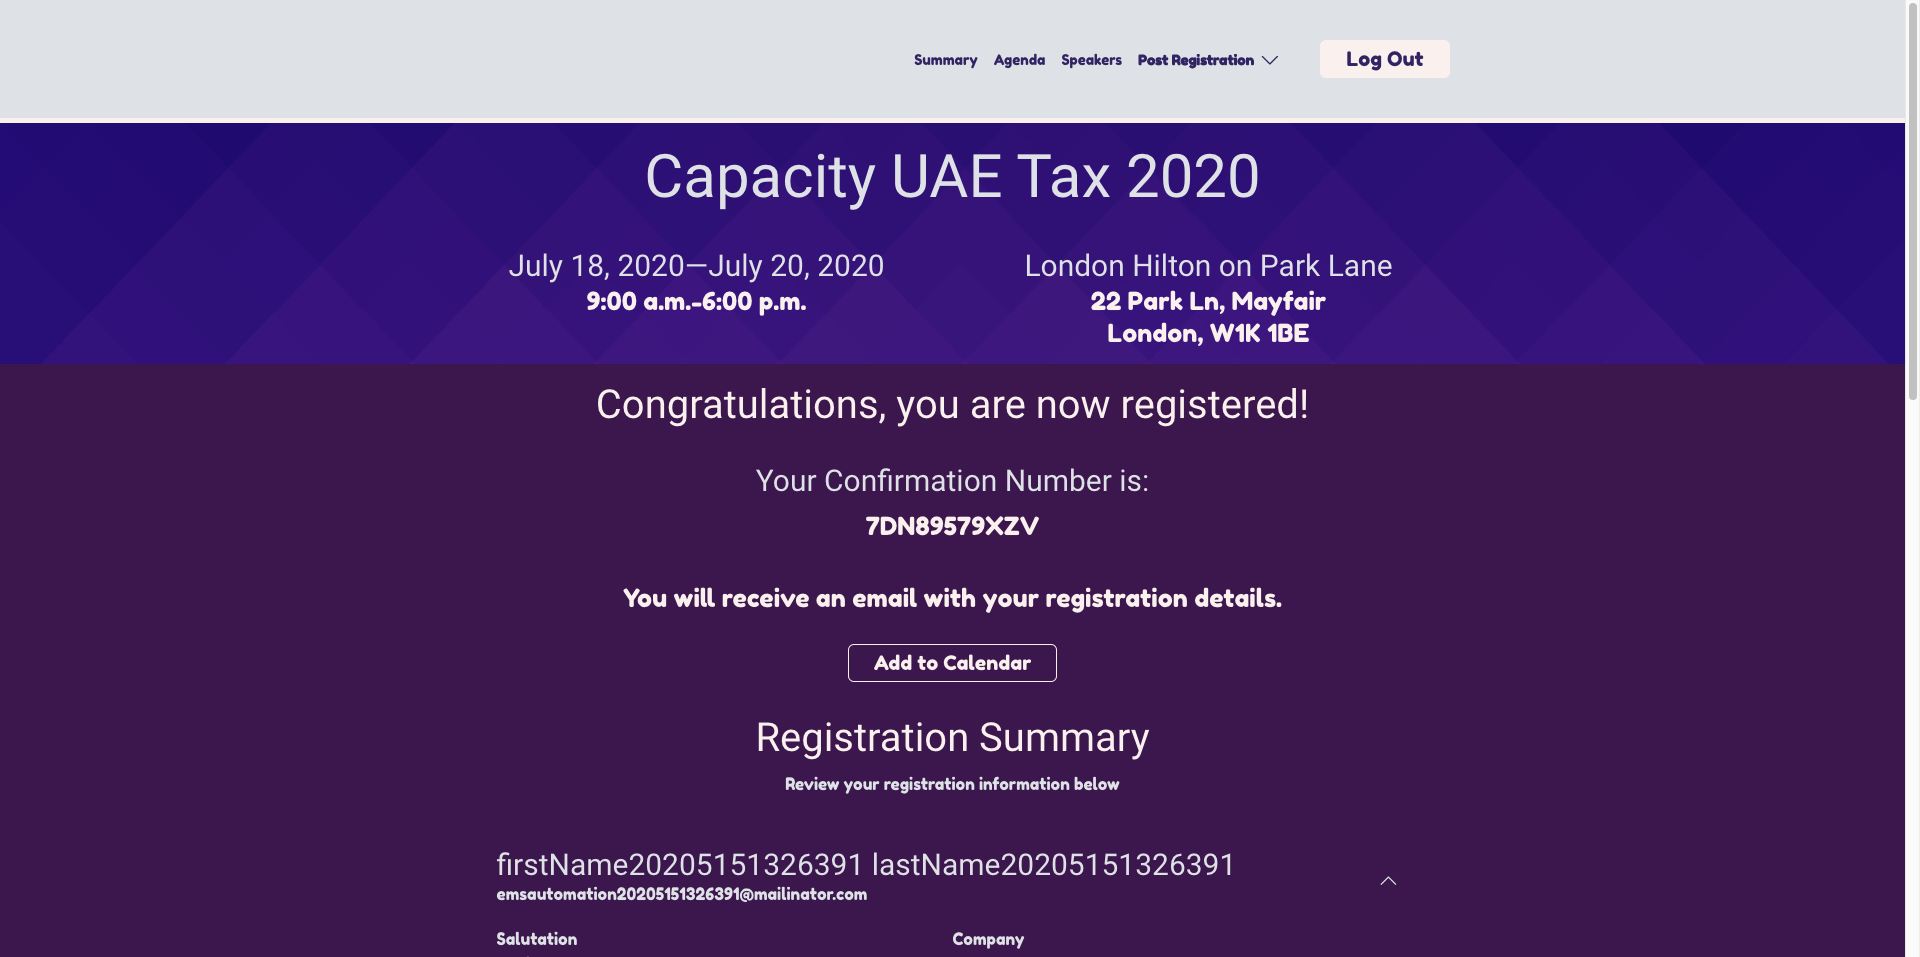 Summary Agenda Speakers Post Registration Log Out
Capacity UAE Tax 2020
July 18, 2020—July 20, 2020
9:00 a.m.-6:00 p.m.
London Hilton on Park Lane
22 Park Ln, Mayfair
London, W1K 1BE
Congratulations, you are now registered!
Your Confirmation Number is:
7DN89579XZV
You will receive an email with your registration details.
Add to Calendar
Registration Summary
Review your registration information below
firstName20205151326391 lastName20205151326391
emsautomation20205151326391@mailinator.com
Salutation
Company